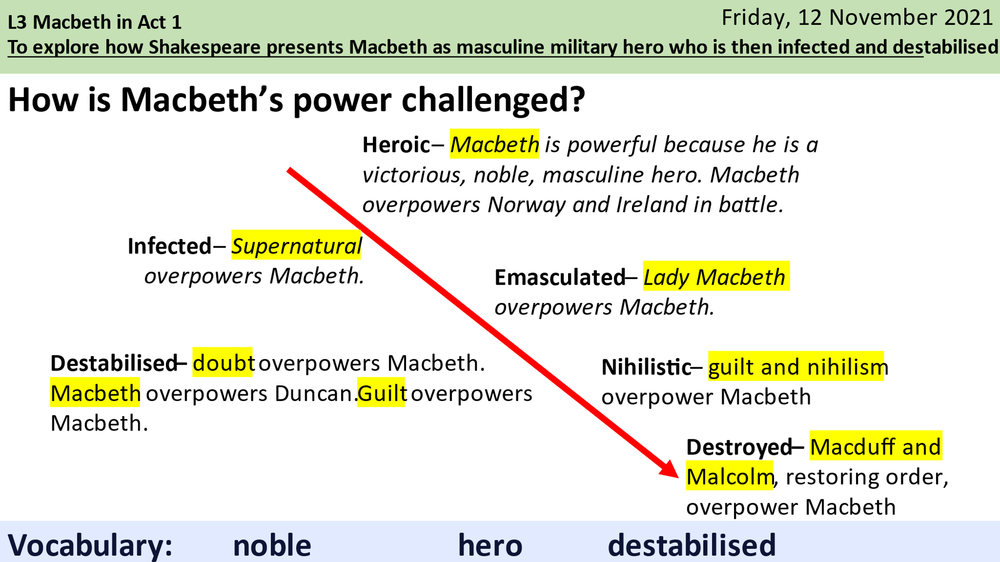 L3 Macbeth in Act 1
Friday, 12 November 2021
To explore how Shakespeare presents Macbeth as masculine military hero who is then infected and destabilised
How is Macbeth’s power challenged?
Heroic– Macbeth is powerful because he is a
victorious, noble, masculine hero. Macbeth
overpowers Norway and Ireland in battle.
Infected– Supernatural
overpowers Macbeth.
Emasculated– Lady Macbeth
overpowers Macbeth.
Destabilised– doubt overpowers Macbeth.
Macbeth overpowers Duncan. Guilt overpowers
Macbeth.
Nihilistic– guilt and nihilism
overpower Macbeth
Destroyed– Macduff and
Malcolm, restoring order,
overpower Macbeth
Vocabulary: noble hero destabilised